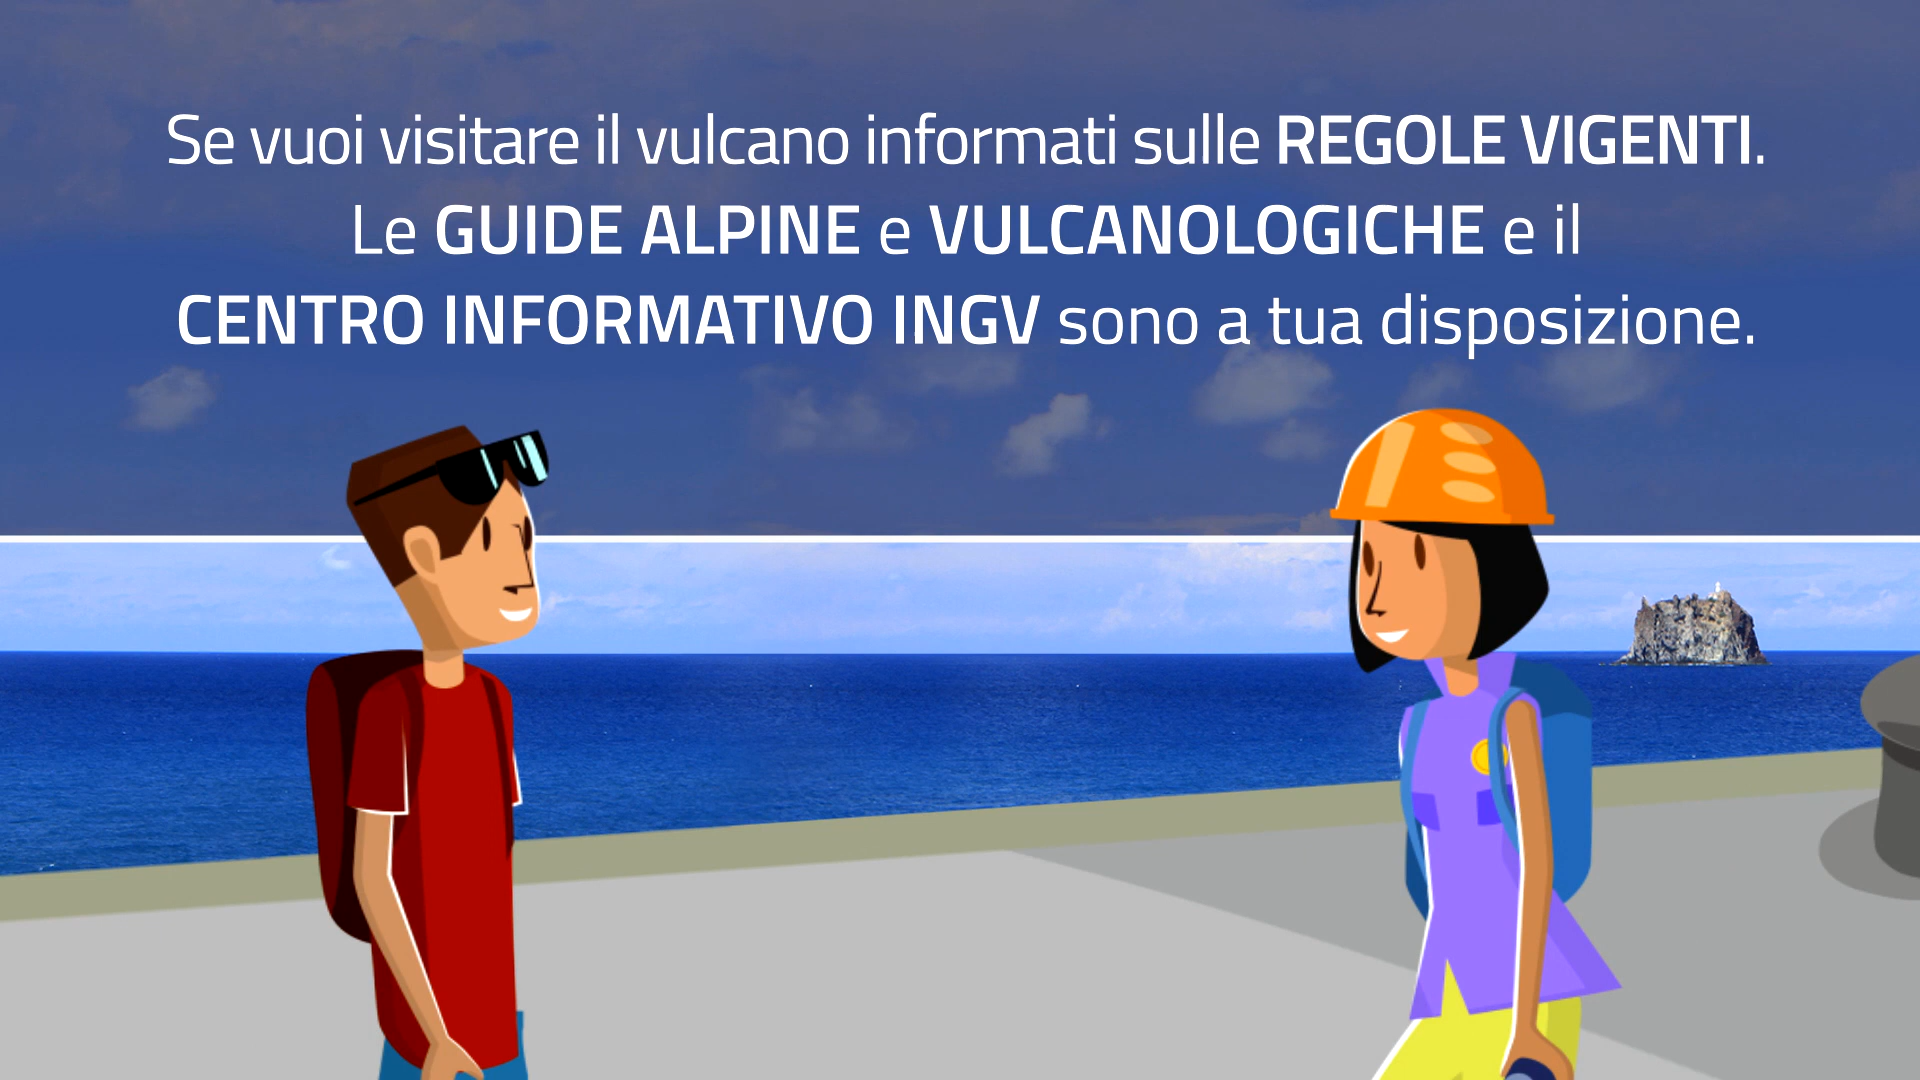 Se vuoi visitare il vulcano informati sulle REGOLE VIGENTI.
Le GUIDE ALPINE e VULCANOLOGICHE e il
CENTRO INFORMATIVO INGV sono a tua disposizione.